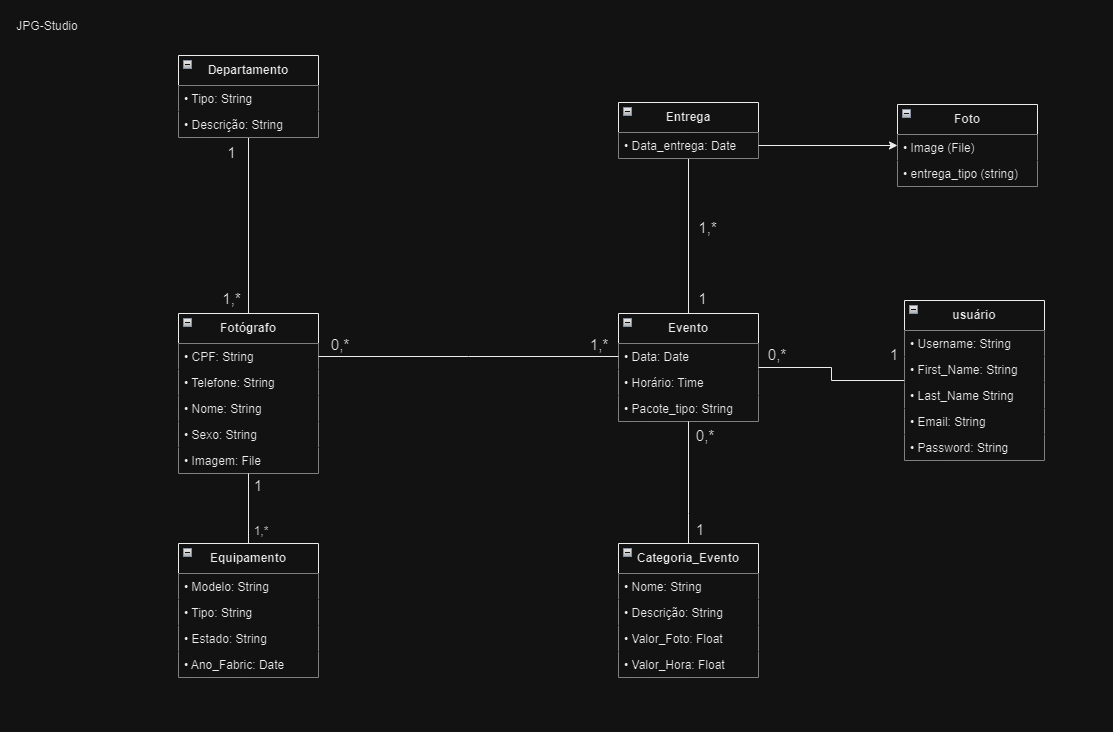 JPG-Studio
Departamento
• Tipo: String
• Descrição: String
1
1,*
Fotógrafo
• CPF: String
• Telefone: String
• Nome: String
• Sexo: String
• Imagem: File
1
1,*
Equipamento
• Modelo: String
• Tipo: String
• Estado: String
• Ano_Fabric: Date
0,*
1,*
Entrega
• Data_entrega: Date
1,*
1
Evento
• Data: Date
• Horário: Time
• Pacote_tipo: String
0,*
1
Categoria_Evento
• Nome: String
• Descrição: String
• Valor_Foto: Float
• Valor_Hora: Float
Foto
• Image (File)
• entrega_tipo (string)
0,*
1
usuário
• Username: String
• First_Name: String
• Last_Name String
• Email: String
• Password: String